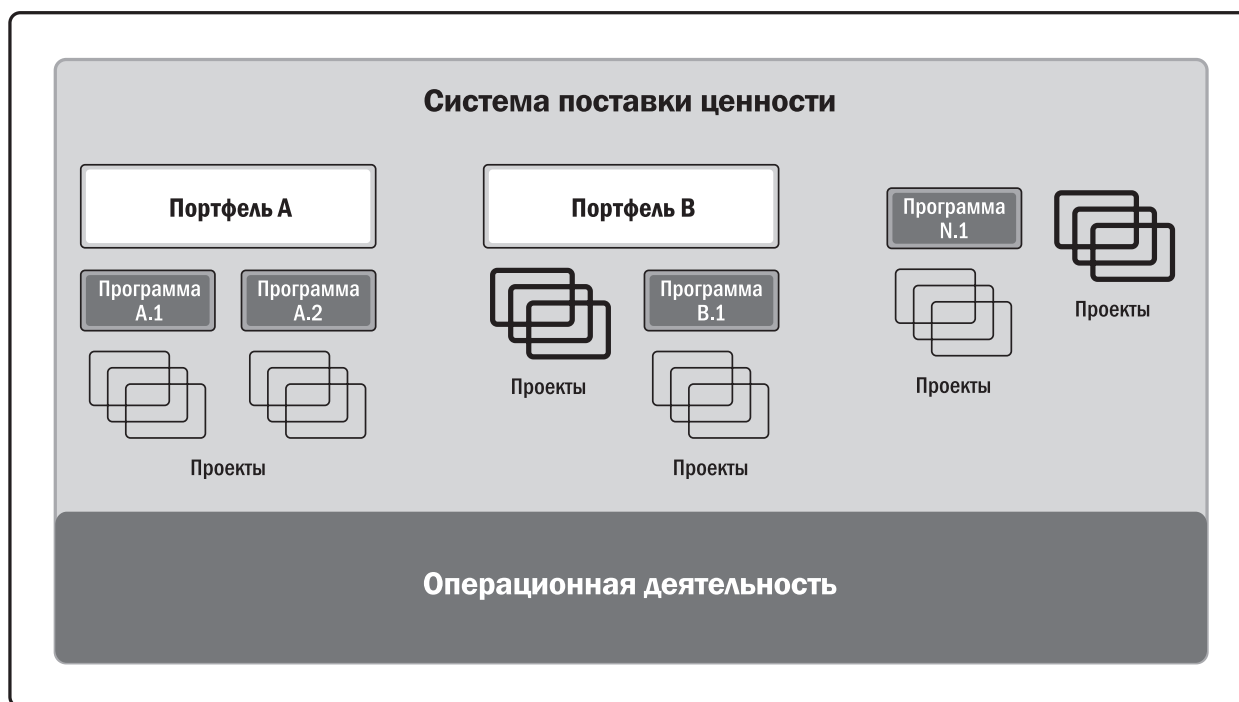 Система поставки ценности
Портфель А
Программа
А.1
Программа
А.2
Проекты
Портфель В
Проекты
Программа
В.1
Проекты
Программа
N.1
Проекты
Проекты
Операционная деятельность